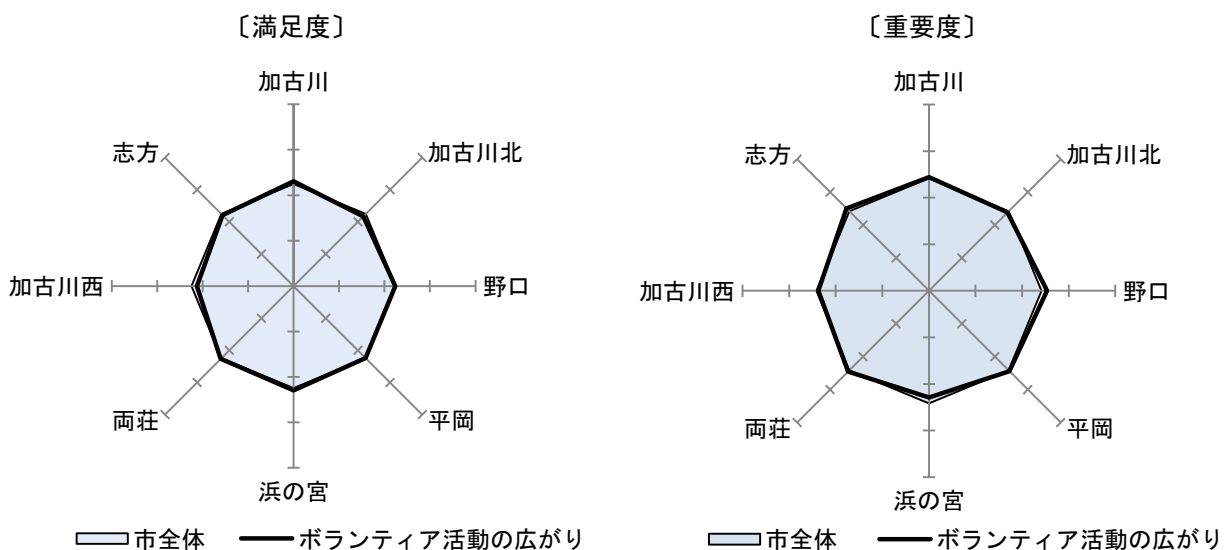 〔満足度〕
加古川
加古川北
野口
平岡
浜の宮
両荘
加古川西
志方
市全体
ボランティア活動の広がり
〔重要度〕
加古川
加古川北
野口
平岡
浜の宮
両荘
加古川西
志方
市全体
ボランティア活動の広がり